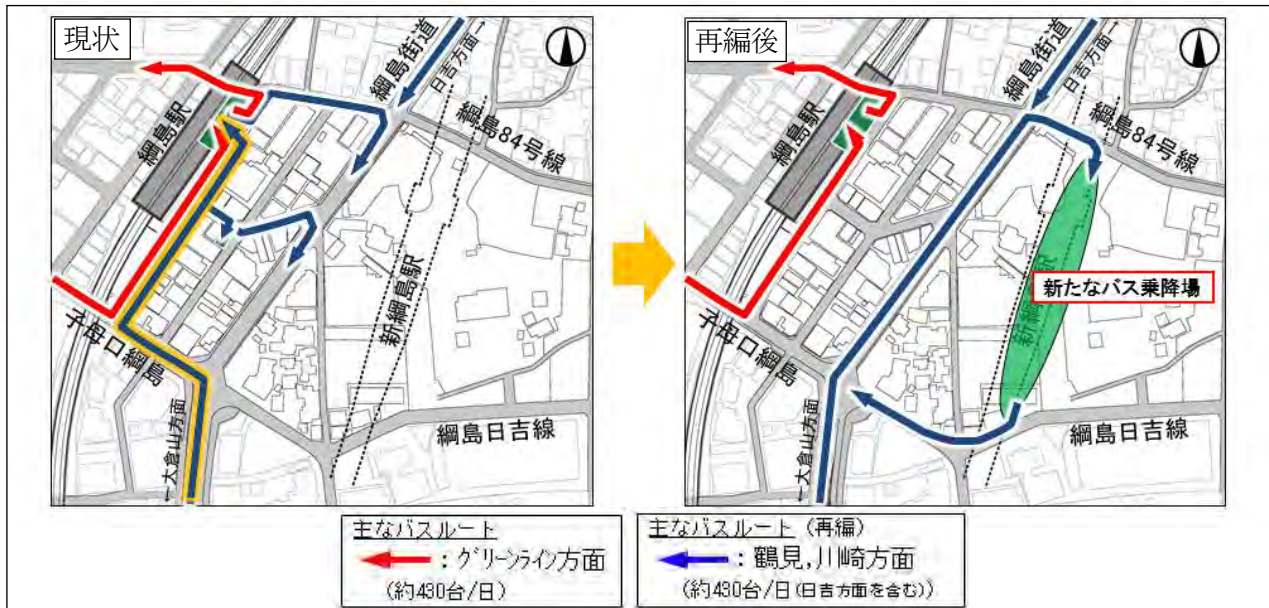 現状
綱島街道
日吉方面→
綱島駅
綱島84号線
新綱島駅
子母口綱島
←大倉山方面
綱島日吉線
再編後
綱島街道
日吉方面→
綱島駅
綱島84号線
新綱島駅
新たなバス乗降場
子母口綱島
←大倉山方面
綱島日吉線
主なバスルート
：グリーンライン方面
(約430台/日)
主なバスルート (再編)
：鶴見,川崎方面
(約430台/日(日吉方面を含む))